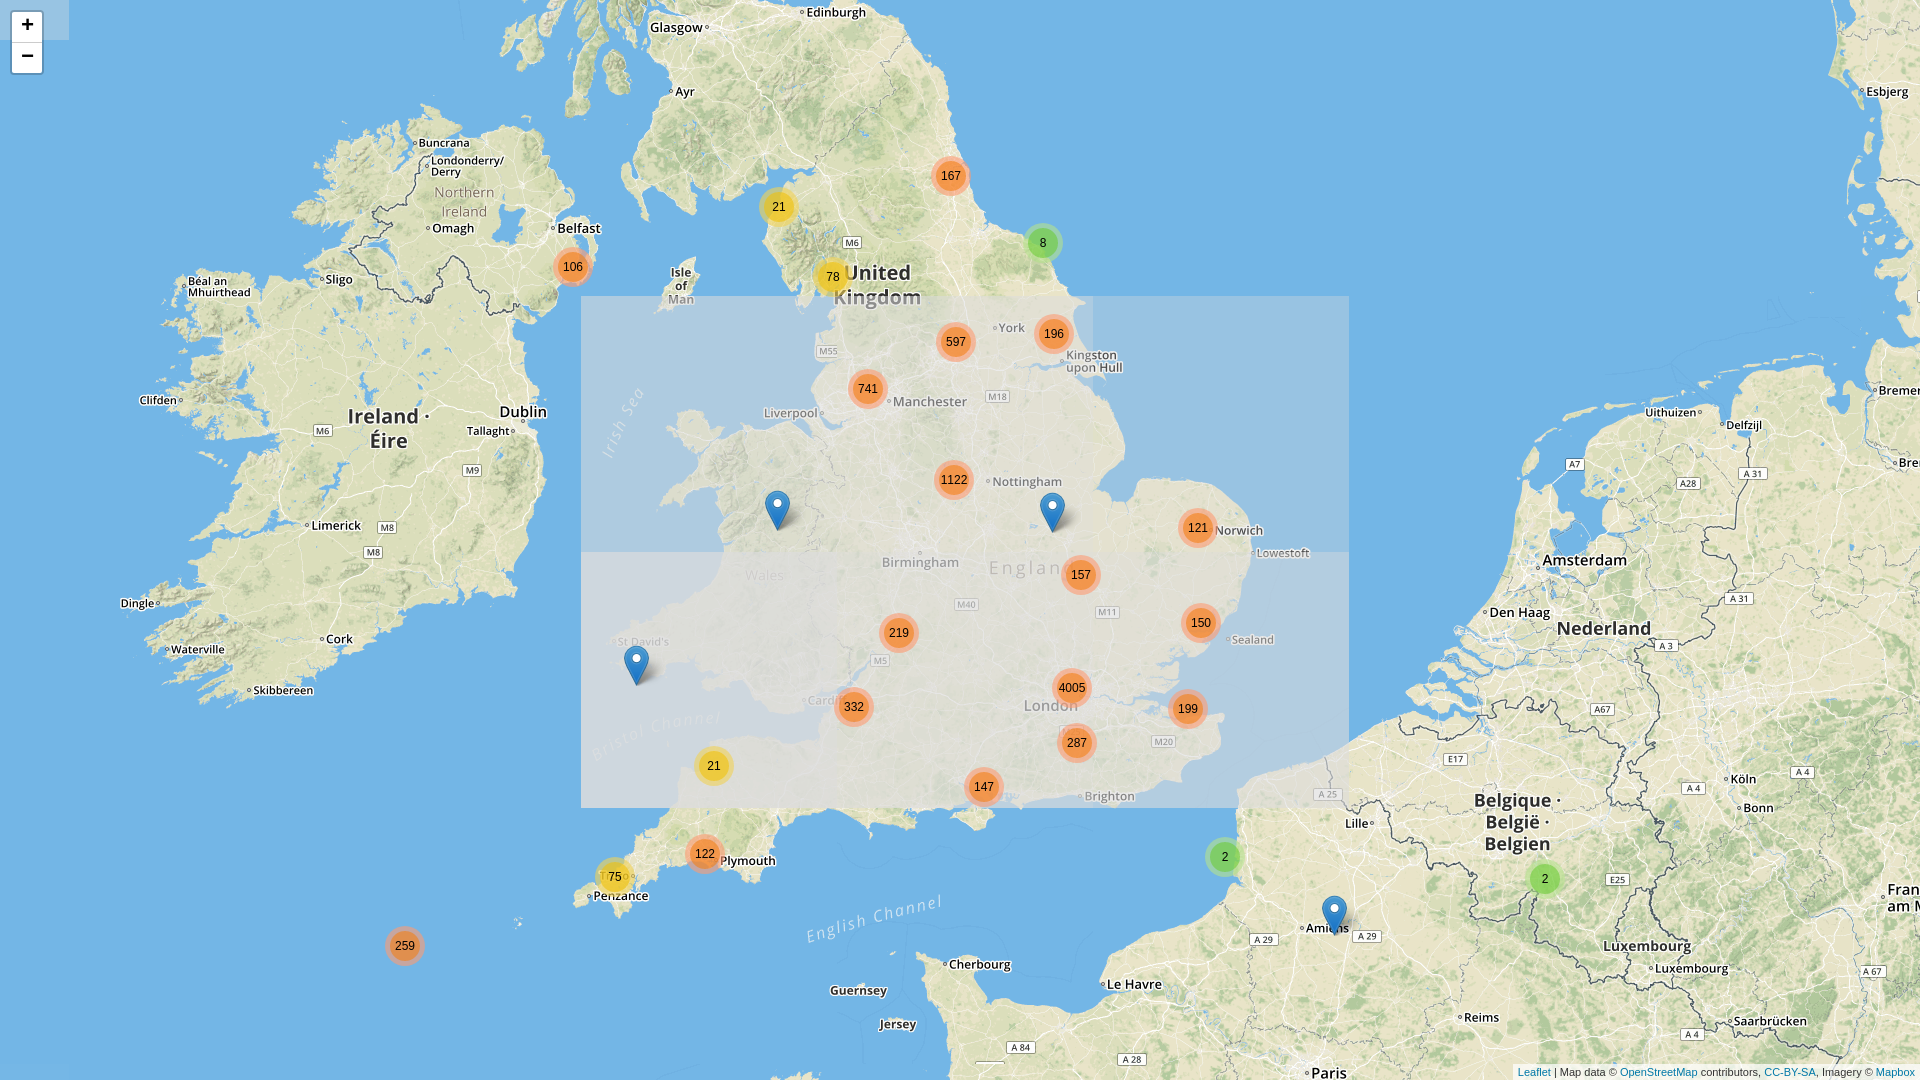 +
−
Edinburgh
Glasgow
Ayr
Esbjerg
Buncrana
Londonderry/
Derry
Northern
Ireland
Omagh
Belfast
167
21
M6
8
106
78
United
Kingdom
Isle
of
Man
Sligo
Béal an
Mhuirthead
York
196
597
M55
Kingston
upon Hull
741
Manchester
M18
Liverpool
Irish Sea
Clifden
Dublin
Ireland ·
Éire
Tallaght
M6
M9
Uithuizen
Delfzijl
Bremer
A7
A 31
A28
Bre
1122
Nottingham
Limerick
M8
M8
121
Norwich
Lowestoft
Birmingham
Englan
157
Wales
M40
M11
Amsterdam
A 31
Den Haag
Nederland
A 3
Dingle
Cork
Waterville
Skibbereen
219
150
Sealand
St David's
M5
4005
London
199
Cardi
332
287
M20
Bristol Channel
A67
E17
21
147
Brighton
A 25
Lille
Köln
A 4
A 4
Bonn
Belgique ·
België ·
Belgien
122
Plymouth
75
Penzance
2
2
E25
Fran
am M
259
English Channel
Amiens
A 29
A 29
Luxembourg
Luxembourg
A 67
Cherbourg
Guernsey
Le Havre
Jersey
Reims
Saarbrücken
A 84
A 28
A 4
Paris
Leaflet | Map data © OpenStreetMap contributors, CC-BY-SA, Imagery © Mapbox